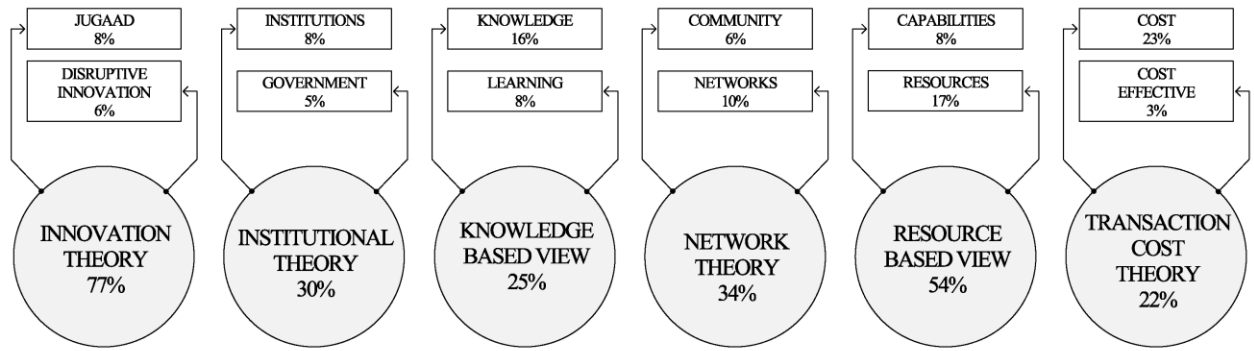 JUGAAD
8%
DISRUPTIVE
INNOVATION
6%
INNOVATION
THEORY
77%
INSTITUTIONS
8%
GOVERNMENT
5%
INSTITUTIONAL
THEORY
30%
KNOWLEDGE
16%
LEARNING
8%
KNOWLEDGE
BASED VIEW
25%
COMMUNITY
6%
NETWORKS
10%
NETWORK
THEORY
34%
CAPABILITIES
8%
RESOURCES
17%
RESOURCE
BASED VIEW
54%
COST
23%
COST
EFFECTIVE
3%
TRANSACTION
COST
THEORY
22%